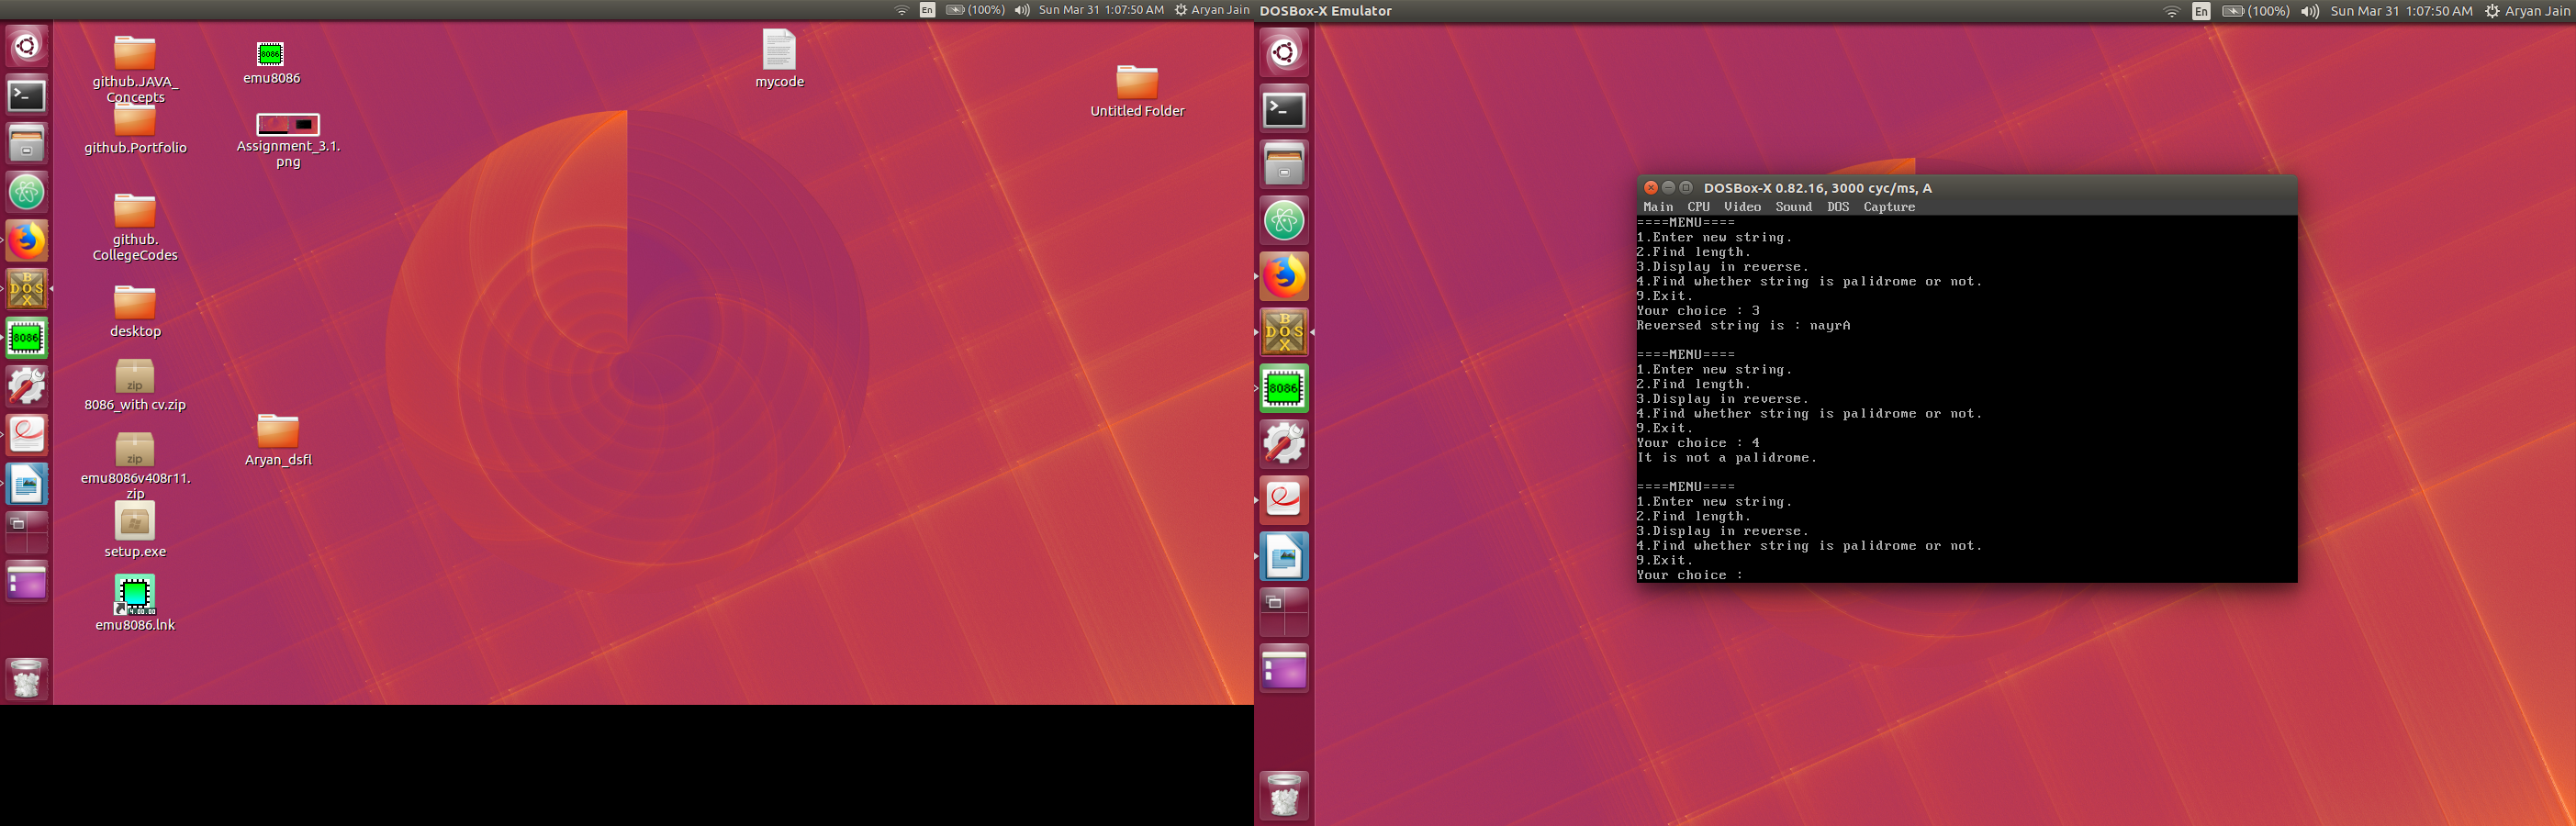 En (100%) Sun Mar 31 1:07:50 AM Aryan Jain
github.JAVA_
Concepts
emu8086
mycode
Untitled Folder
github.Portfolio
Assignment_3.1.
png
github.
CollegeCodes
desktop
8086_with cv.zip
emu8086v408r11.
zip
Aryan_dsfl
setup.exe
emu8086.lnk
DOSBox-X Emulator
En (100%) Sun Mar 31 1:07:50 AM Aryan Jain
DOSBox-X 0.82.16, 3000 cyc/ms, A
Main CPU Video Sound DOS Capture
====MENU====
1.Enter new string.
2.Find length.
3.Display in reverse.
4.Find whether string is palidrome or not.
9.Exit.
Your choice : 3
Reversed string is : nayrA
====MENU====
1.Enter new string.
2.Find length.
3.Display in reverse.
4.Find whether string is palidrome or not.
9.Exit.
Your choice : 4
It is not a palidrome.
====MENU====
1.Enter new string.
2.Find length.
3.Display in reverse.
4.Find whether string is palidrome or not.
9.Exit.
Your choice :